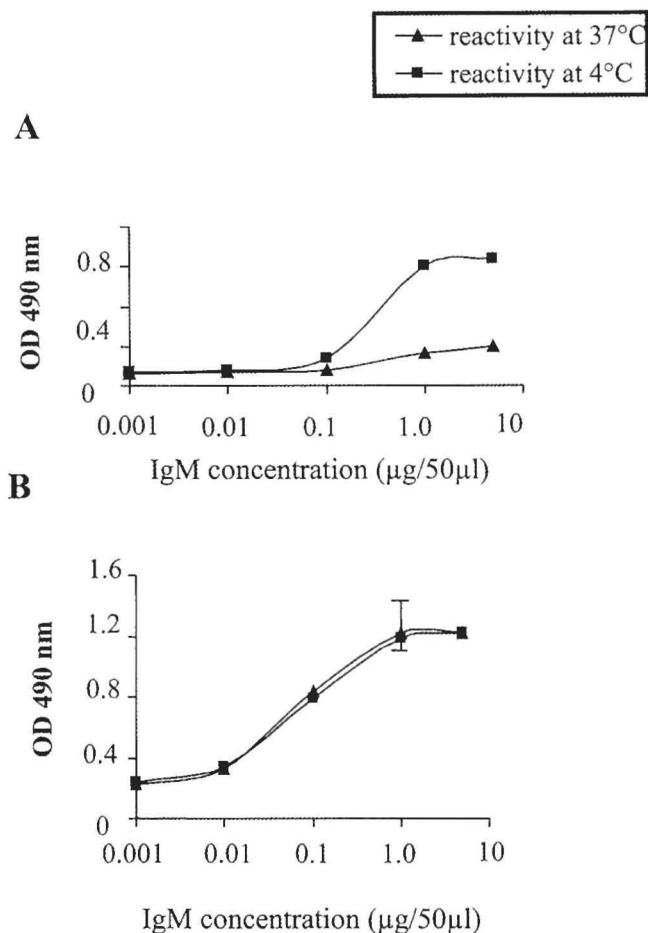 reactivity at 37°C
reactivity at 4°C
A
OD 490 nm
0.8
0.4
0
0.001 0.01 0.1 1.0 10
IgM concentration (µg/50µl)
B
OD 490 nm
1.6
1.2
0.8
0.4
0
0.001 0.01 0.1 1.0 10
IgM concentration (µg/50µl)